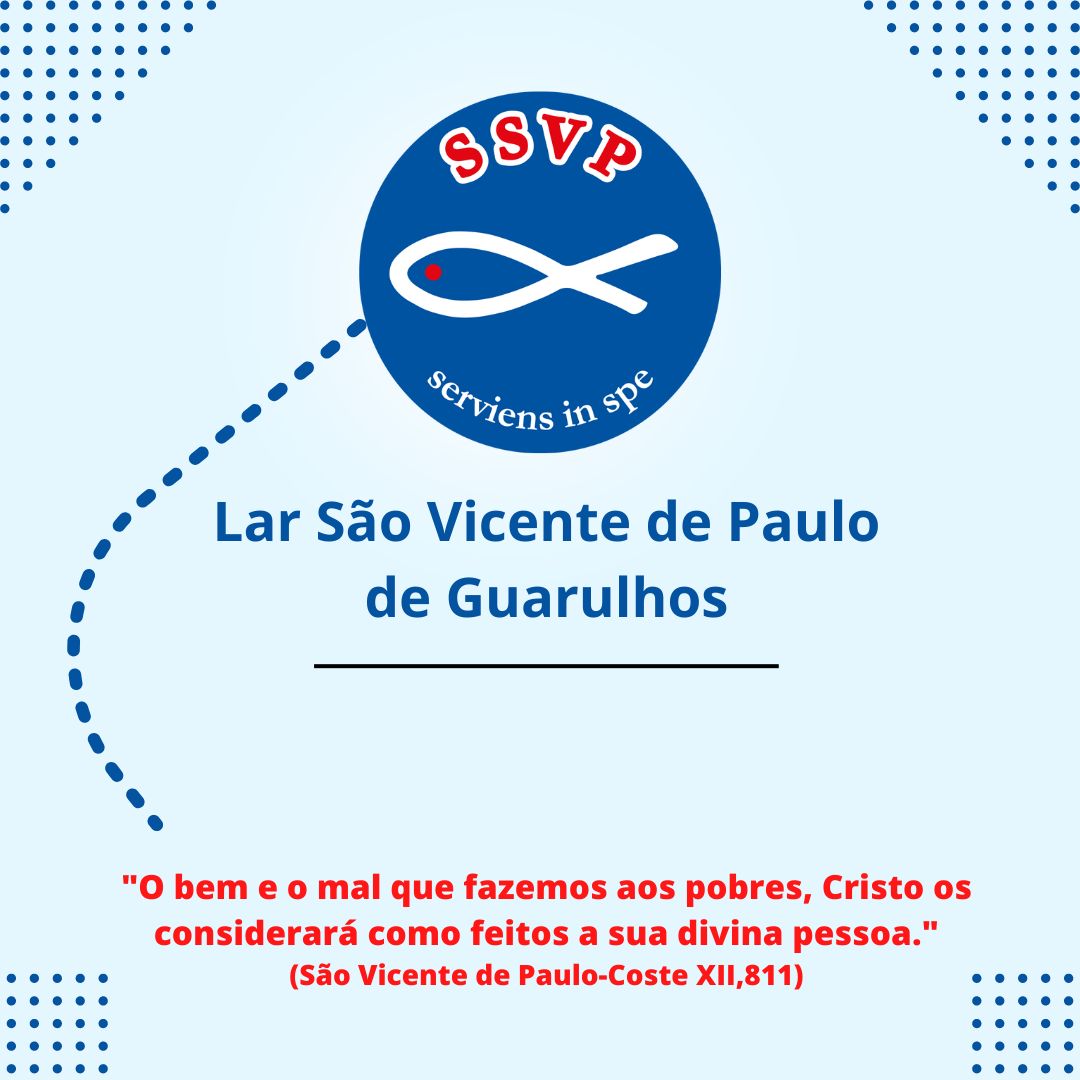 SSVP
serviens in spe
Lar São Vicente de Paulo
de Guarulhos
"O bem e o mal que fazemos aos pobres, Cristo os
considerará como feitos a sua divina pessoa."
(São Vicente de Paulo-Coste XII,811)